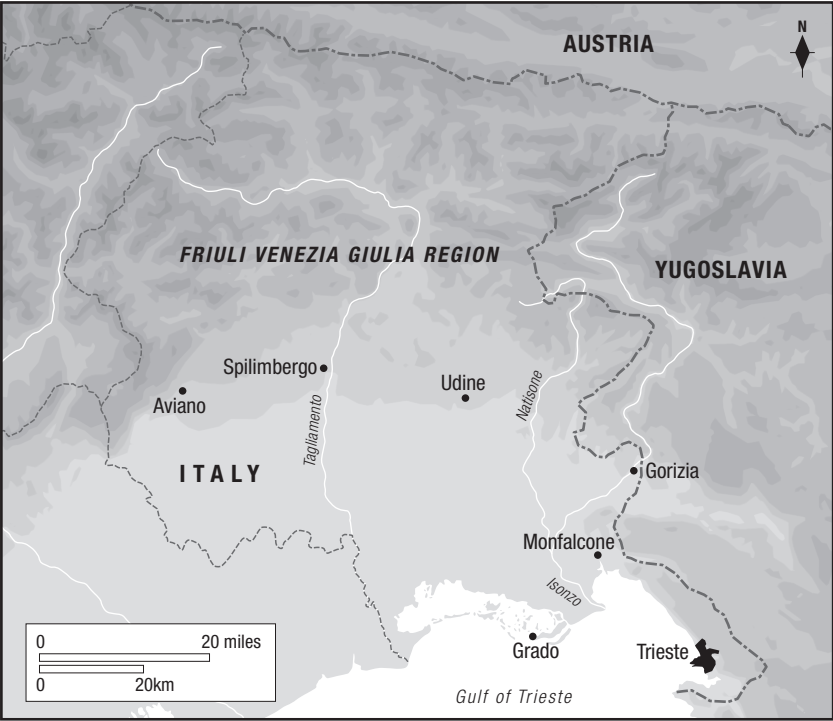 AUSTRIA
N
FRIULI VENEZIA GIULIA REGION
YUGOSLAVIA
Spilimbergo
Aviano
Udine
Tagliamento
Natisone
ITALY
Gorizia
Monfalcone
Isonzo
Grado
Trieste
Gulf of Trieste
0 20 miles
0 20km